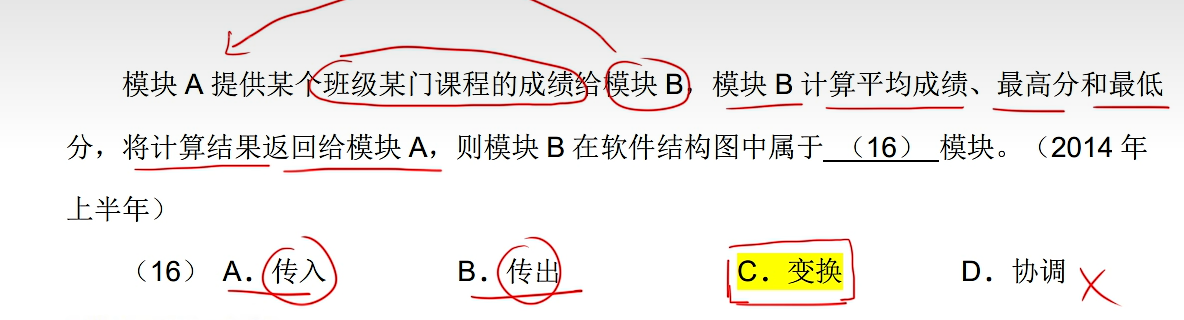 模块 A 提供某个班级某门课程的成绩给模块 B，模块 B 计算平均成绩、最高分和最低
分，将计算结果返回给模块 A，则模块 B 在软件结构图中属于 （16） 模块。（2014 年
上半年）
（16） A．传入 B．传出 C．变换 D．协调